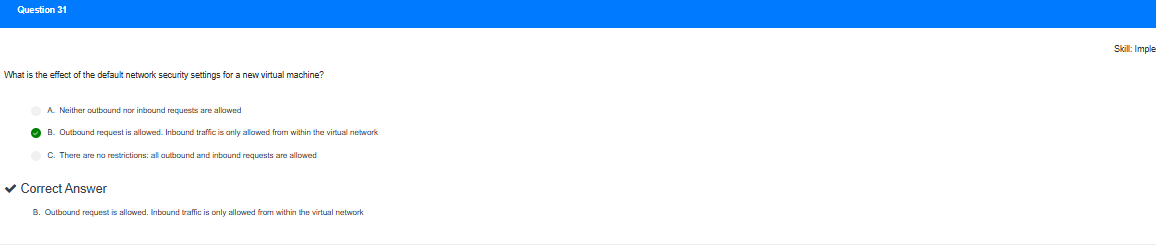 Question 31
Skill: Imple
What is the effect of the default network security settings for a new virtual machine?
A. Neither outbound nor inbound requests are allowed
B. Outbound request is allowed. Inbound traffic is only allowed from within the virtual network
C. There are no restrictions: all outbound and inbound requests are allowed
Correct Answer
B. Outbound request is allowed. Inbound traffic is only allowed from within the virtual network